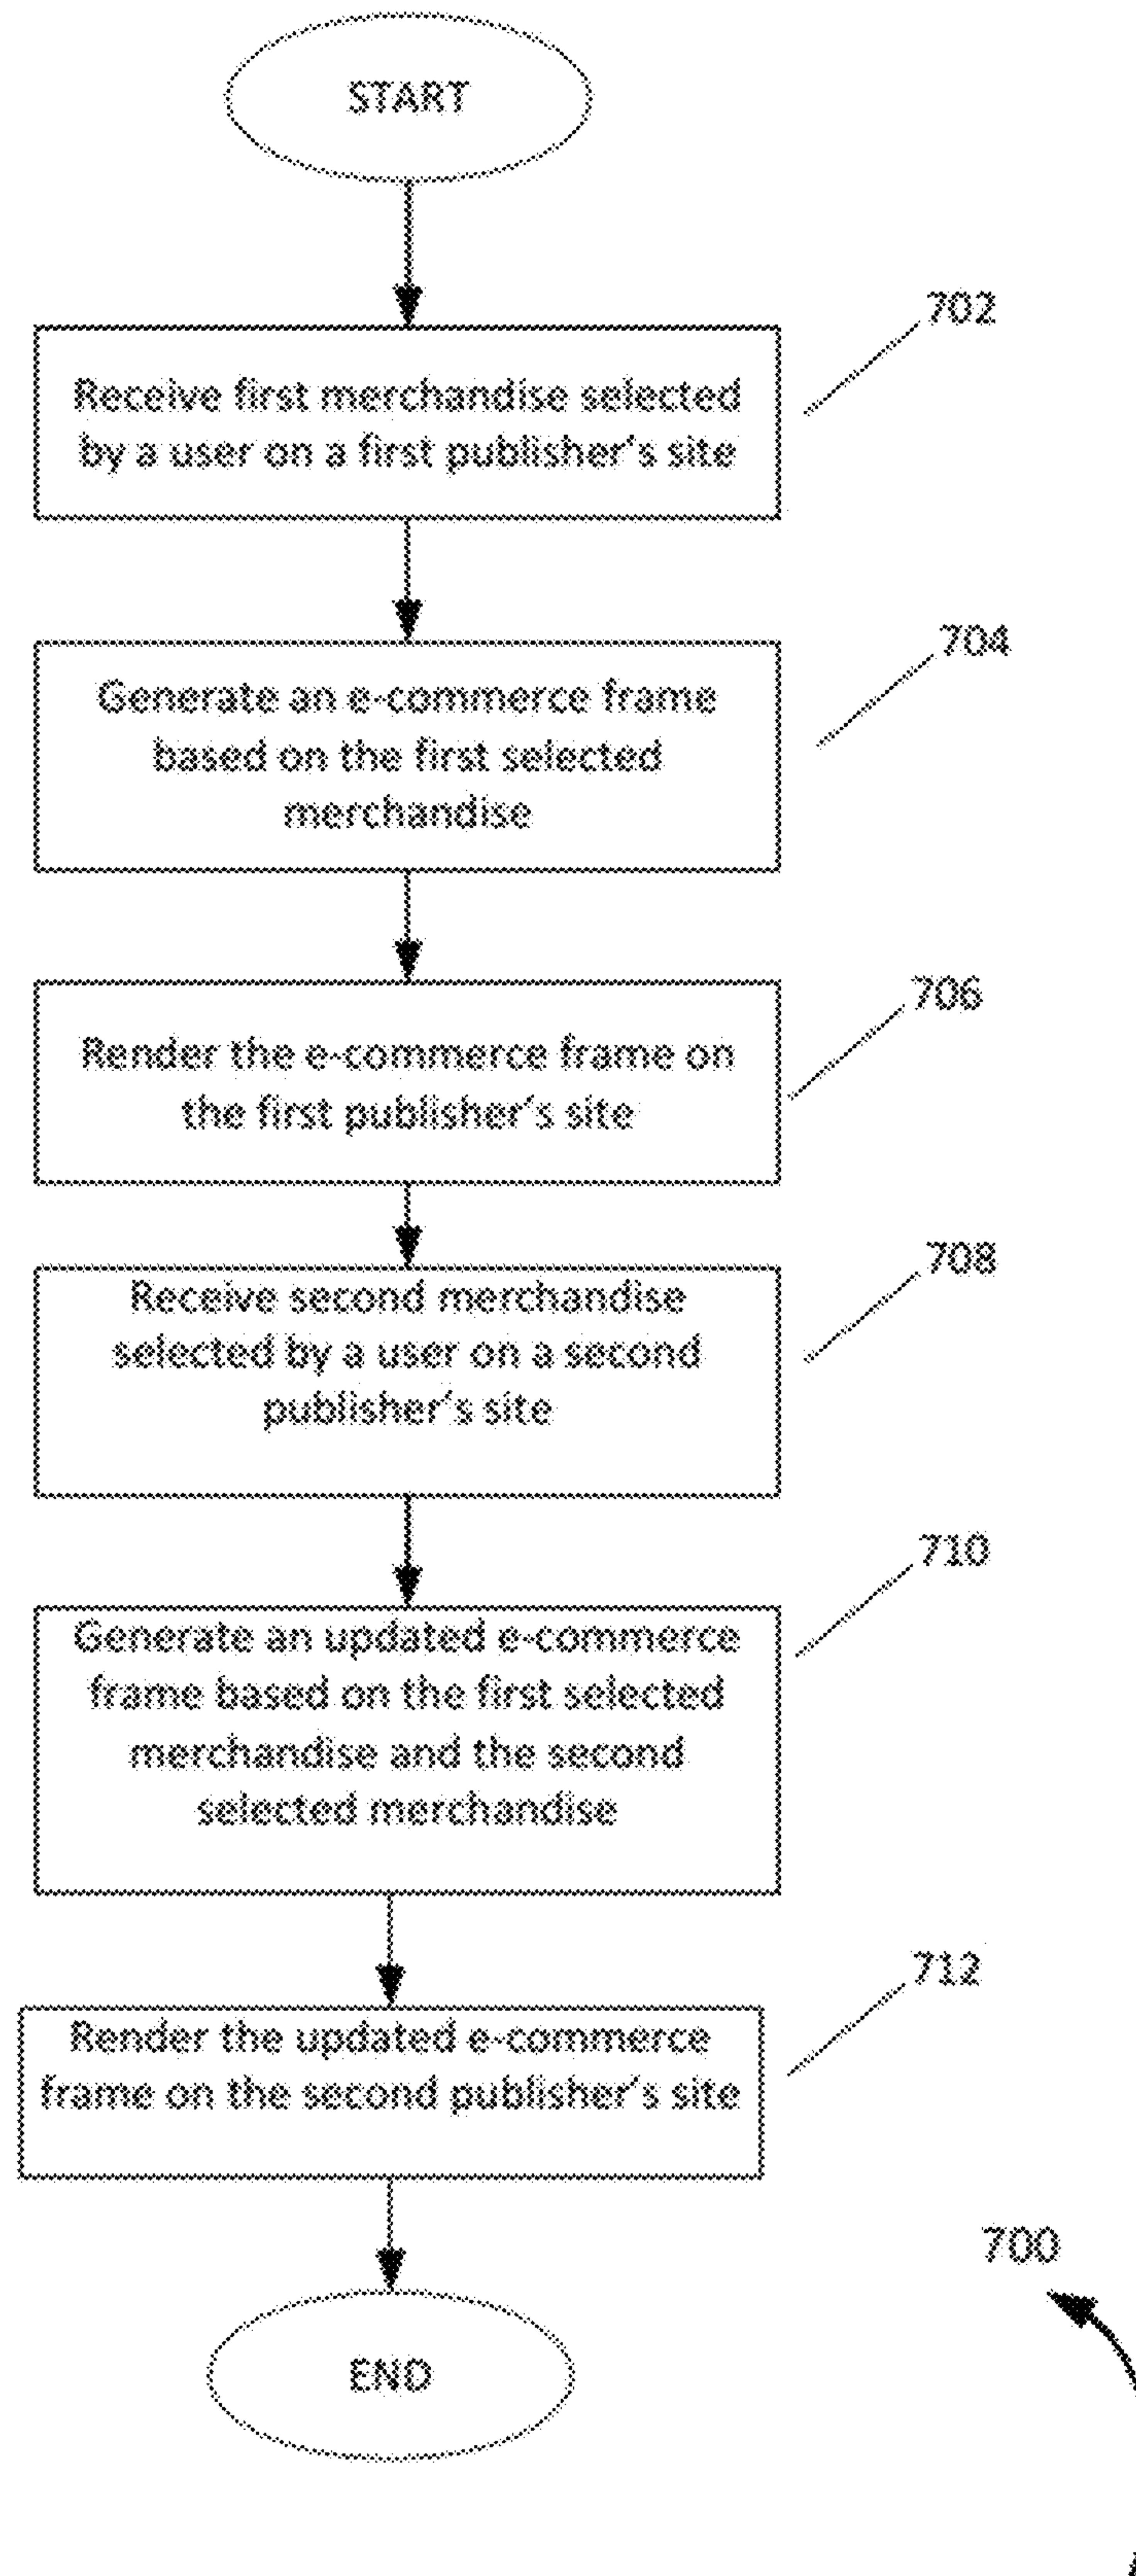 START
702
Receive first merchandise selected
by a user on a first publisher's site
704
Generate an e-commerce frame
based on the first selected
merchandise
706
Render the e-commerce frame on
the first publisher's site
708
Receive second merchandise
selected by a user on a second
publisher's site
710
Generate an updated e-commerce
frame based on the first selected
merchandise and the second
selected merchandise
712
Render the updated e-commerce
frame on the second publisher's site
700
END